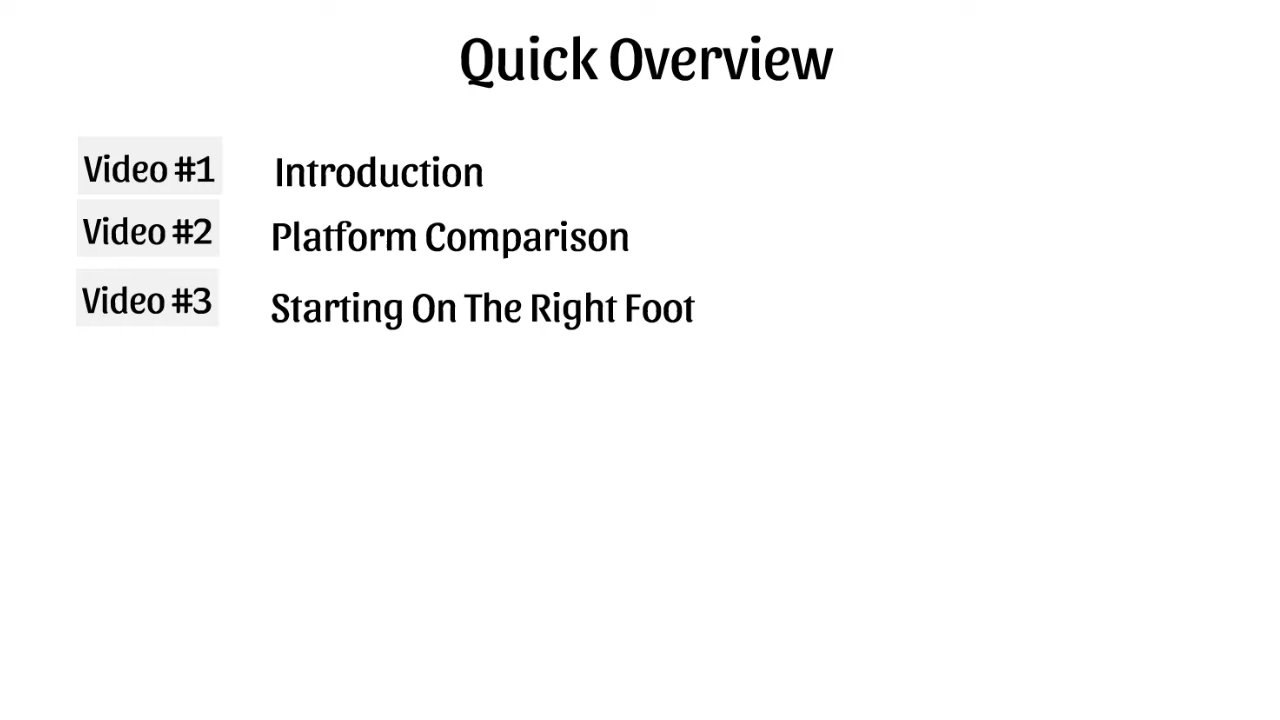 Quick Overview
Video #1 Introduction
Video #2 Platform Comparison
Video #3 Starting On The Right Foot